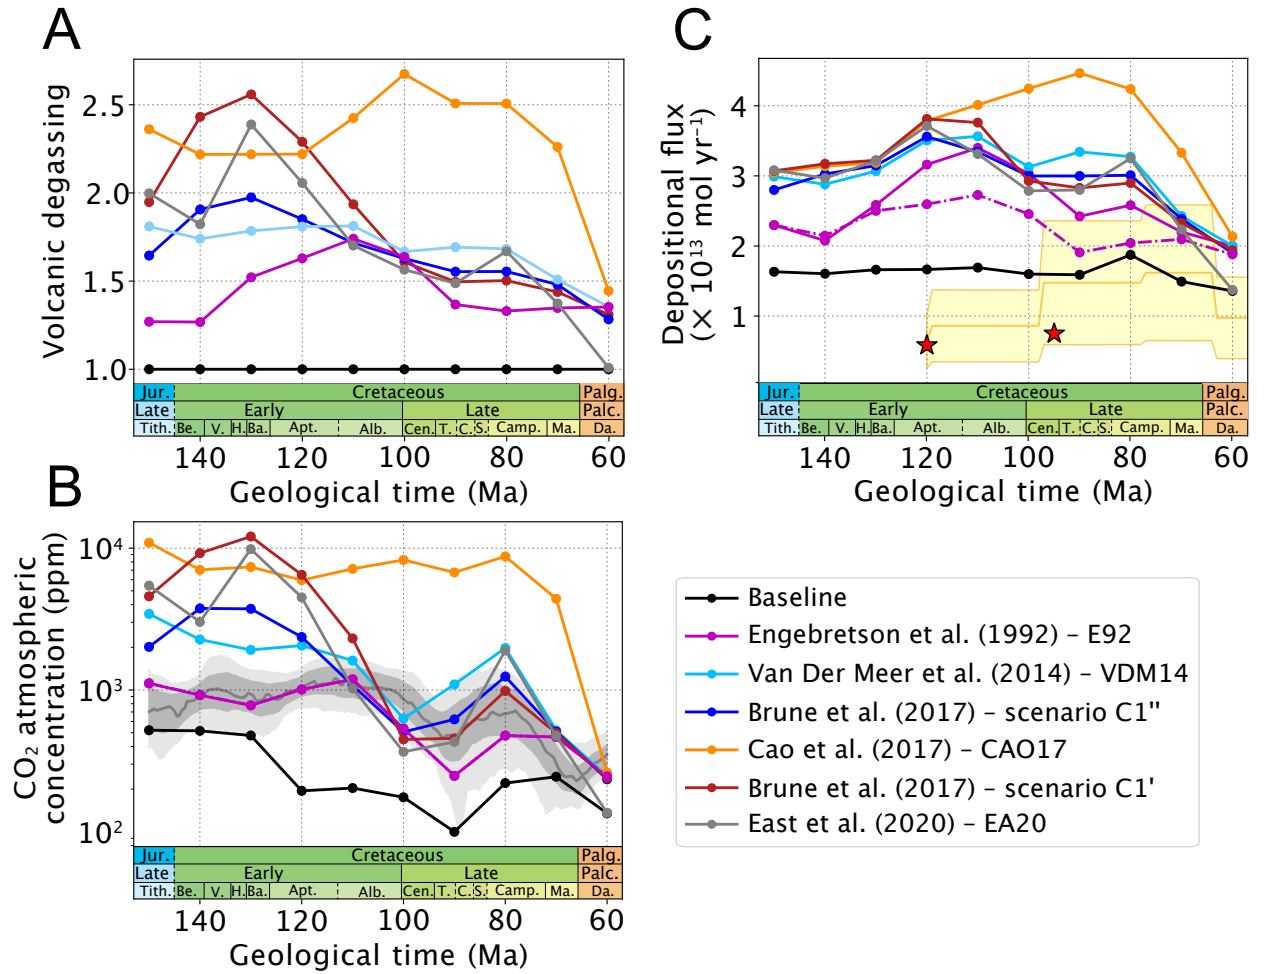 A
Volcanic degassing
2.5
2.0
1.5
1.0
Jur. Cretaceous Palg.
Late Early Late Palc.
Tith. Be. V. H. Ba. Apt. Alb. Cen. T. C. S. Camp. Ma. Da.
140 120 100 80 60
Geological time (Ma)
C
Depositional flux
(× 10¹³ mol yr⁻¹)
4
3
2
1
Jur. Cretaceous Palg.
Late Early Late Palc.
Tith. Be. V. H. Ba. Apt. Alb. Cen. T. C. S. Camp. Ma. Da.
140 120 100 80 60
Geological time (Ma)
B
CO₂ atmospheric
concentration (ppm)
10⁴
10³
10²
Jur. Cretaceous Palg.
Late Early Late Palc.
Tith. Be. V. H. Ba. Apt. Alb. Cen. T. C. S. Camp. Ma. Da.
140 120 100 80 60
Geological time (Ma)
Baseline
Engebretson et al. (1992) – E92
Van Der Meer et al. (2014) – VDM14
Brune et al. (2017) – scenario C1"
Cao et al. (2017) – CAO17
Brune et al. (2017) – scenario C1'
East et al. (2020) – EA20